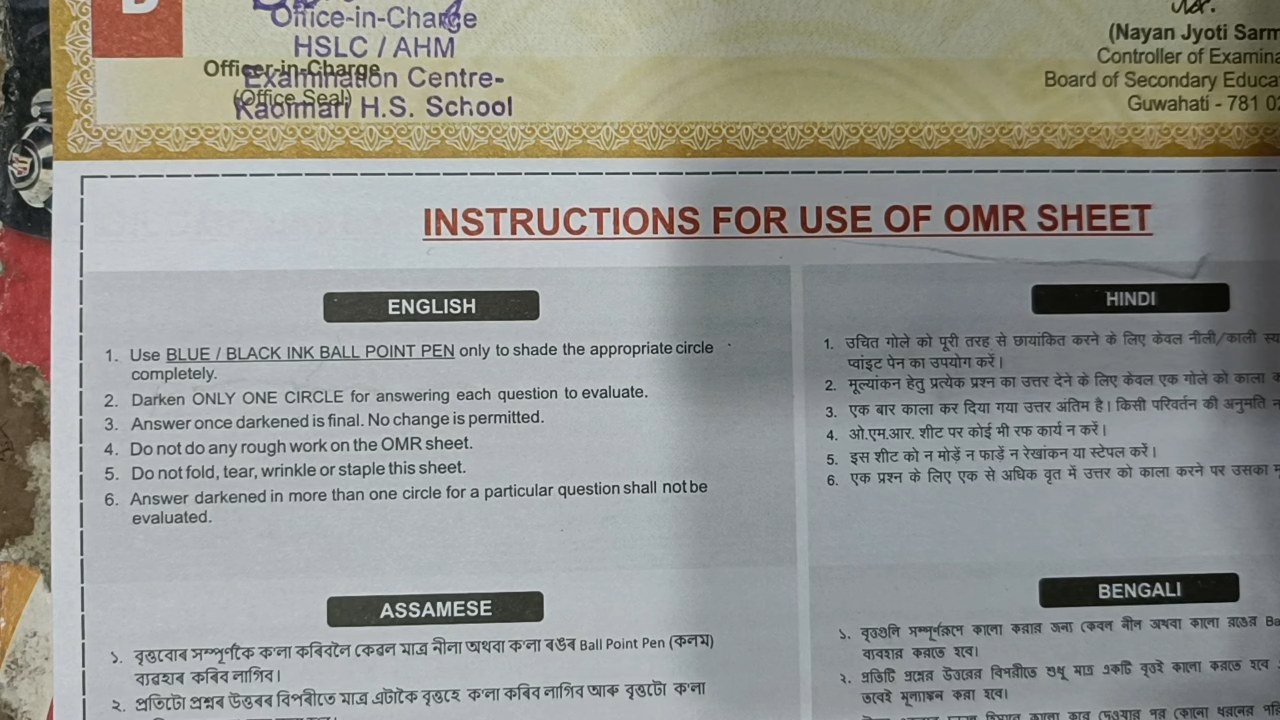 Office-in-Charge
HSLC / AHM
Officer-in-Charge
Examination Centre-
(Office Seal)
H.S. School
(Nayan Jyoti Sarm
Controller of Examina
Board of Secondary Educa
Guwahati - 781 0
INSTRUCTIONS FOR USE OF OMR SHEET
ENGLISH
1. Use BLUE / BLACK INK BALL POINT PEN only to shade the appropriate circle
completely.
2. Darken ONLY ONE CIRCLE for answering each question to evaluate.
3. Answer once darkened is final. No change is permitted.
4. Do not do any rough work on the OMR sheet.
5. Do not fold, tear, wrinkle or staple this sheet.
6. Answer darkened in more than one circle for a particular question shall not be
evaluated.
HINDI
1. उचित गोले को पूरी तरह से छायांकित करने के लिए केवल नीली/काली स्य
प्वांइट पेन का उपयोग करें।
2. मूल्यांकन हेतु प्रत्येक प्रश्न का उत्तर देने के लिए केवल एक गोले को काला क
3. एक बार काला कर दिया गया उत्तर अंतिम है। किसी परिवर्तन की अनुमति न
4. ओ.एम.आर. शीट पर कोई भी रफ कार्य न करें।
5. इस शीट को न मोड़ें न फाड़ें न रेखांकन या स्टेपल करें।
6. एक प्रश्न के लिए एक से अधिक वृत में उत्तर को काला करने पर उसका म
ASSAMESE
১. বৃত্তবোৰ সম্পূৰ্ণকৈ ক'লা কৰিবলৈ কেৱল মাত্ৰ নীলা অথবা ক'লা ৰঙৰ Ball Point Pen (কলম)
ব্যৱহাৰ কৰিব লাগিব।
২. প্ৰতিটো প্ৰশ্নৰ উত্তৰৰ বিপৰীতে মাত্ৰ এটাকৈ বৃত্তহে ক'লা কৰিব লাগিব আৰু বৃত্তটো ক'লা
BENGALI
১. বৃত্তগুলি সম্পূর্ণরূপে কালো করার জন্য কেবল নীল অথবা কালো রঙের Ba
ব্যবহার করতে হবে।
২. প্রতিটি প্রশ্নের উত্তরের বিপরীতে শুধু মাত্র একটি বৃত্তই কালো করতে হবে
তবেই মূল্যাঙ্কন করা হবে।